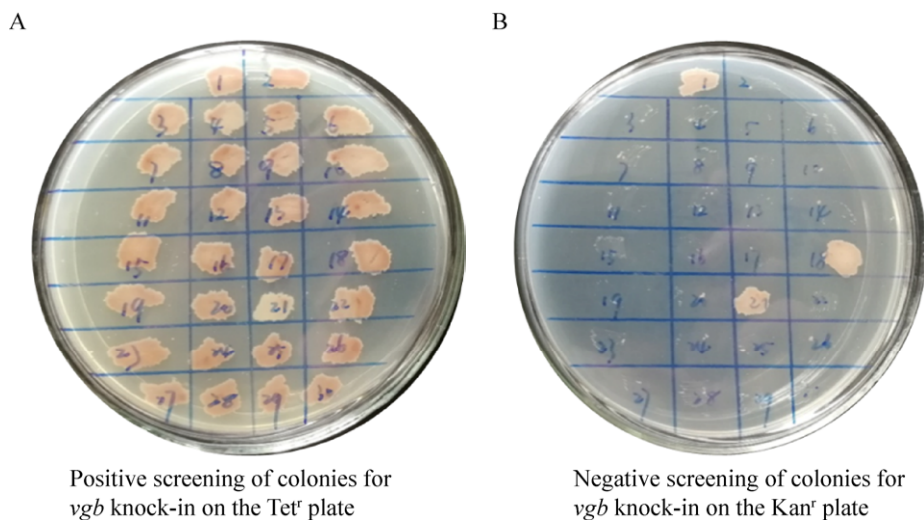 A
B
1 2
3 4 5 6
7 8 9 10
11 12 13 14
15 16 17 18
19 20 21 22
23 24 25 26
27 28 29 30
1 2
3 4 5 6
7 8 9 10
11 12 13 14
15 16 17 18
19 20 21 22
23 24 25 26
27 28 29
Positive screening of colonies for
vgb knock-in on the Tetʳ plate
Negative screening of colonies for
vgb knock-in on the Kanʳ plate